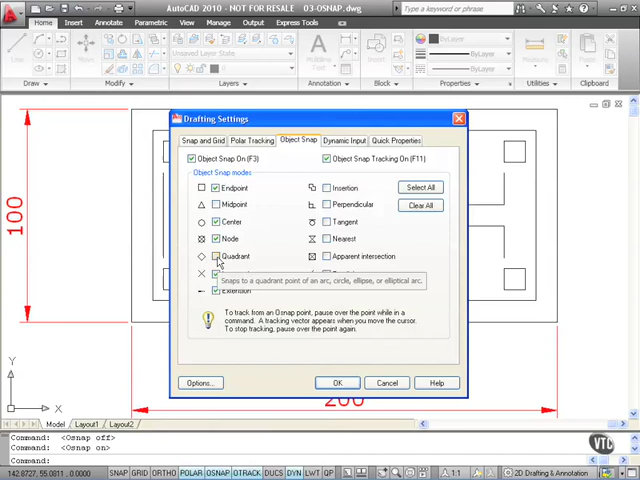 AutoCAD 2010 - NOT FOR RESALE 03-OSNAP.dwg
Type a keyword or phrase
Home Insert Annotate Parametric View Manage Output Express Tools
Line
Unsaved Layer State
Text
ByLayer
ByLayer
ByLayer
Utilities
Paste
Draw Modify Layers Annotation Block Properties Utilities Clipboard
Drafting Settings
Snap and Grid Polar Tracking Object Snap Dynamic Input Quick Properties
Object Snap On (F3) Object Snap Tracking On (F11)
Object Snap modes
Endpoint Insertion Select All
Midpoint Perpendicular Clear All
Center Tangent
Node Nearest
Quadrant Apparent intersection
Snaps to a quadrant point of an arc, circle, ellipse, or elliptical arc.
Extension
To track from an Osnap point, pause over the point while in a
command. A tracking vector appears when you move the cursor.
To stop tracking, pause over the point again.
Options... OK Cancel Help
100
200
Y
X
Model Layout1 Layout2
Command: <Osnap off>
Command: <Osnap on>
Command:
VTC
142.8727, 55.0811, 0.0000 SNAP GRID ORTHO POLAR OSNAP OTRACK DUCS DYN LWT QP 1:1 2D Drafting & Annotation